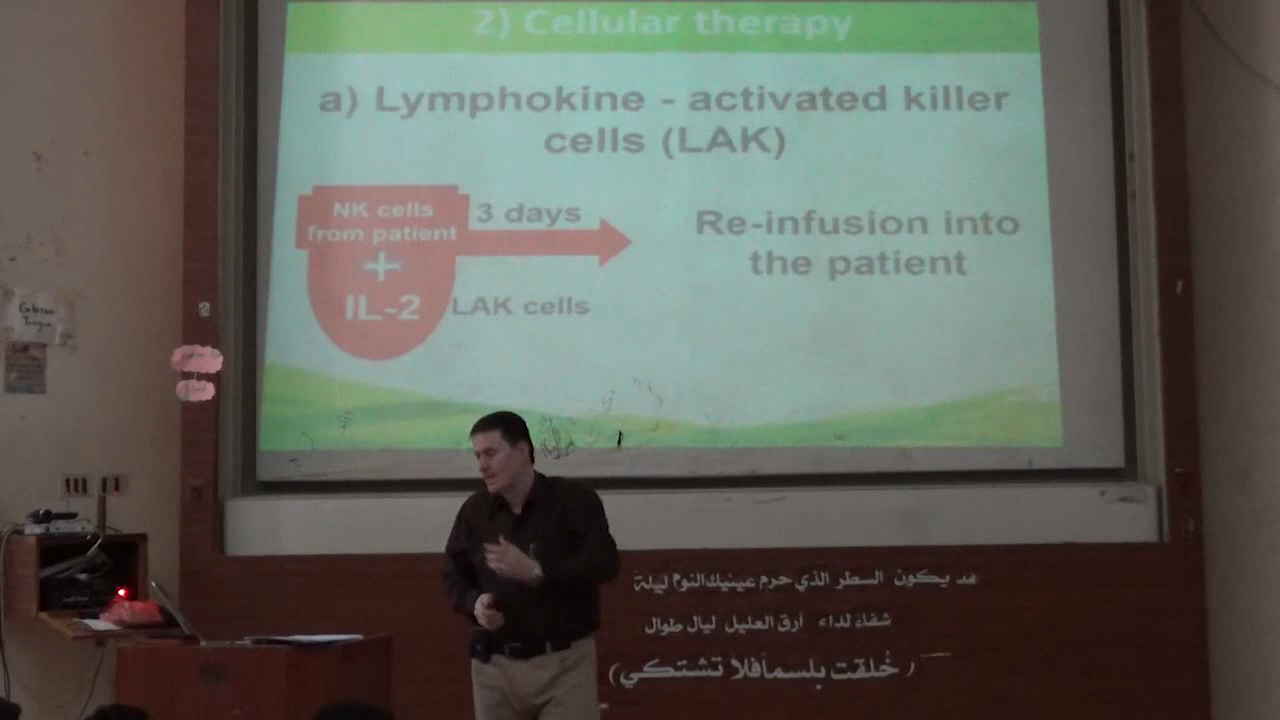 2) Cellular therapy
a) Lymphokine - activated killer
cells (LAK)
NK cells
from patient
+
IL-2
3 days
LAK cells
Re-infusion into
the patient
قد يكون السطر الذي حرم عينيك النوم ليلة
شفاءً لداء أرق العليل ليال طوال
(خُلقت بلسماً فلا تشتكي)